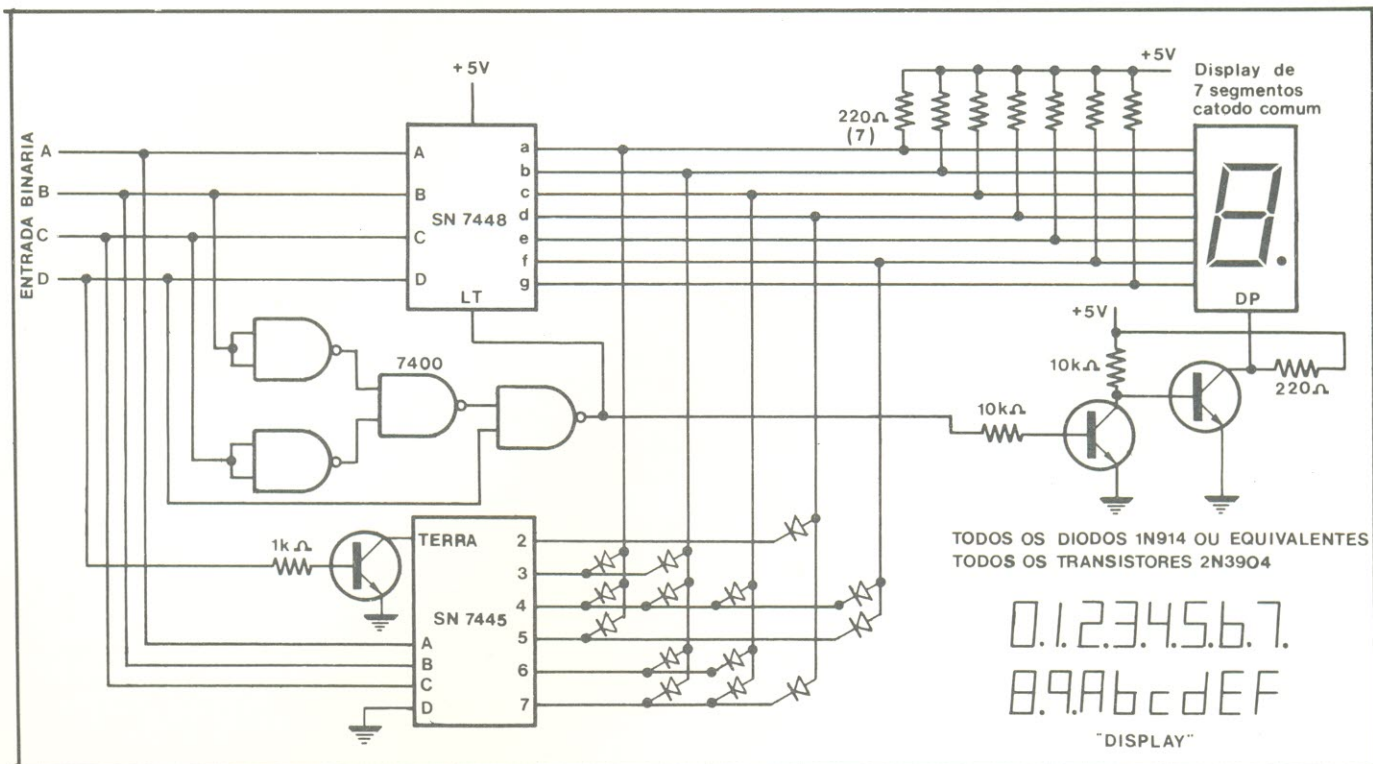 +5V
+5V
Display de
7 segmentos
catodo comum
220Ω
(7)
ENTRADA BINARIA
A
B
C
D
A
B
C
D
SN 7448
LT
a
b
c
d
e
f
g
DP
+5V
10kΩ
220Ω
10kΩ
7400
1kΩ
TERRA
SN 7445
A
B
C
D
2
3
4
5
6
7
TODOS OS DIODOS 1N914 OU EQUIVALENTES
TODOS OS TRANSISTORES 2N3904
0.1.2.3.4.5.b.7.
8.9.AbcdEF
"DISPLAY"